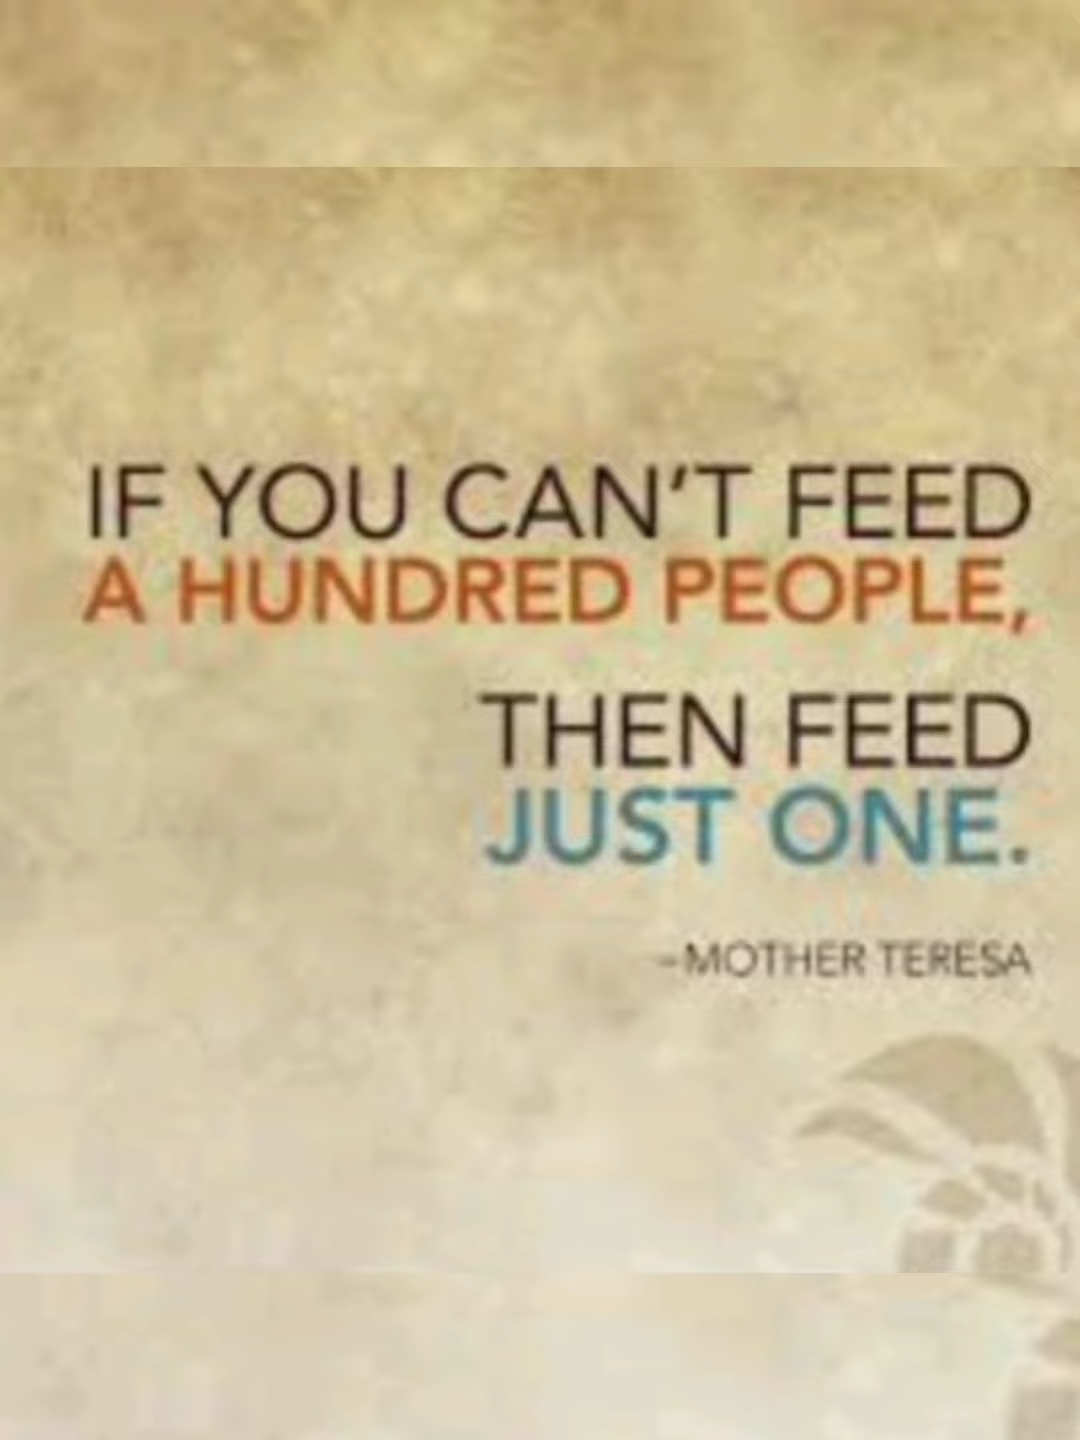 IF YOU CAN'T FEED
A HUNDRED PEOPLE,
THEN FEED
JUST ONE.
-MOTHER TERESA